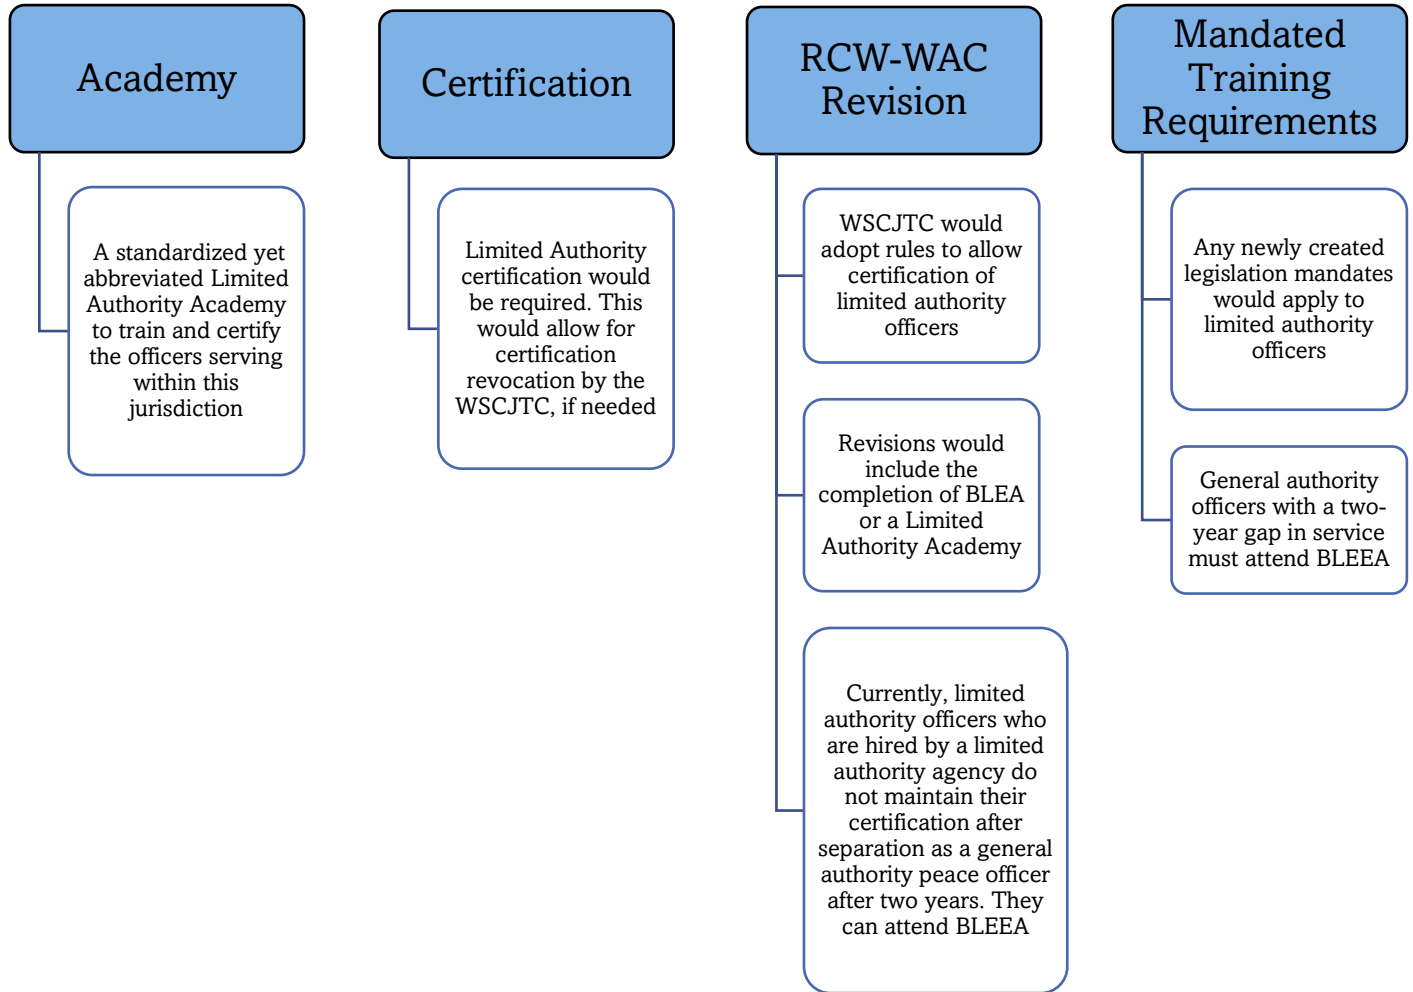 Academy
A standardized yet
abbreviated Limited
Authority Academy
to train and certify
the officers serving
within this
jurisdiction
Certification
Limited Authority
certification would
be required. This
would allow for
certification
revocation by the
WSCJTC, if needed
RCW-WAC
Revision
WSCJTC would
adopt rules to allow
certification of
limited authority
officers
Revisions would
include the
completion of BLEA
or a Limited
Authority Academy
Currently, limited
authority officers who
are hired by a limited
authority agency do
not maintain their
certification after
separation as a general
authority peace officer
after two years. They
can attend BLEEA
Mandated
Training
Requirements
Any newly created
legislation mandates
would apply to
limited authority
officers
General authority
officers with a two-
year gap in service
must attend BLEEA